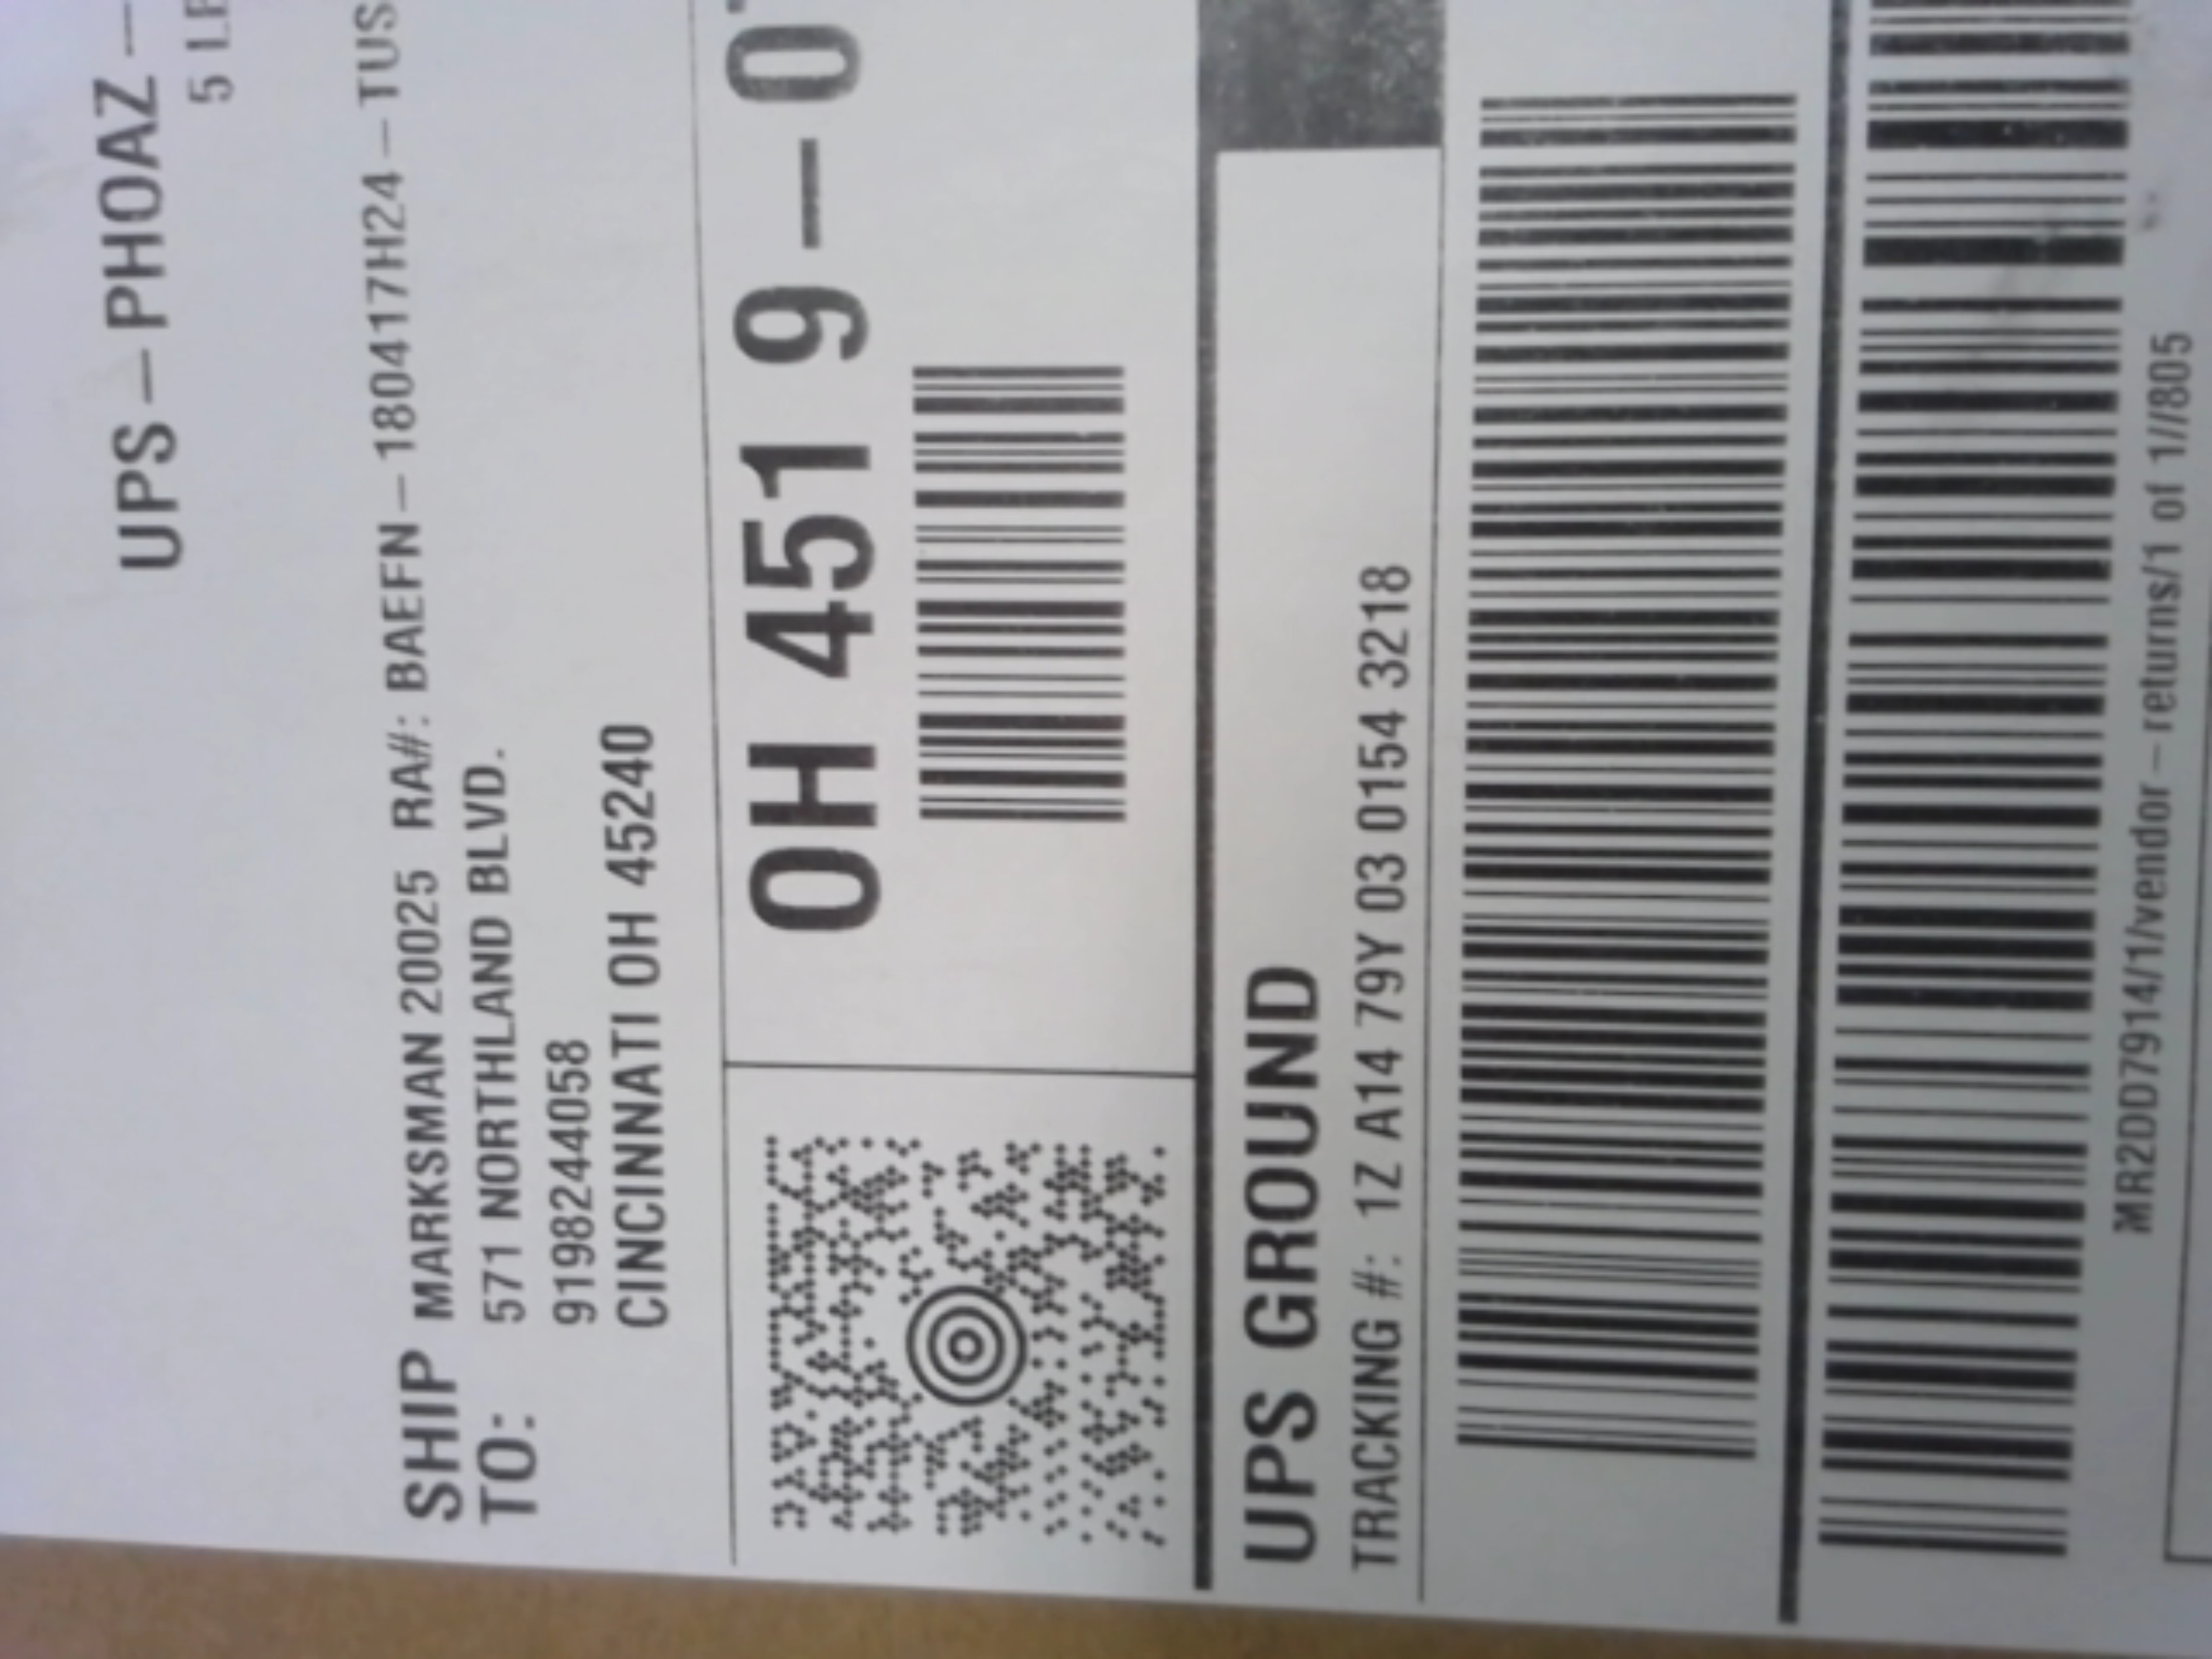 UPS - PHOAZ -
5
SHIP TO:
MARKSMAN 20025 RA#: BAEFN-180417H24 - TUS
571 NORTHLAND BLVD.
9198244058
CINCINNATI OH 45240
OH 451 9-0
UPS GROUND
TRACKING #: 1Z A14 79Y 03 0154 3218
MR2DD7914/1/vendor-returns/1 of 1//805